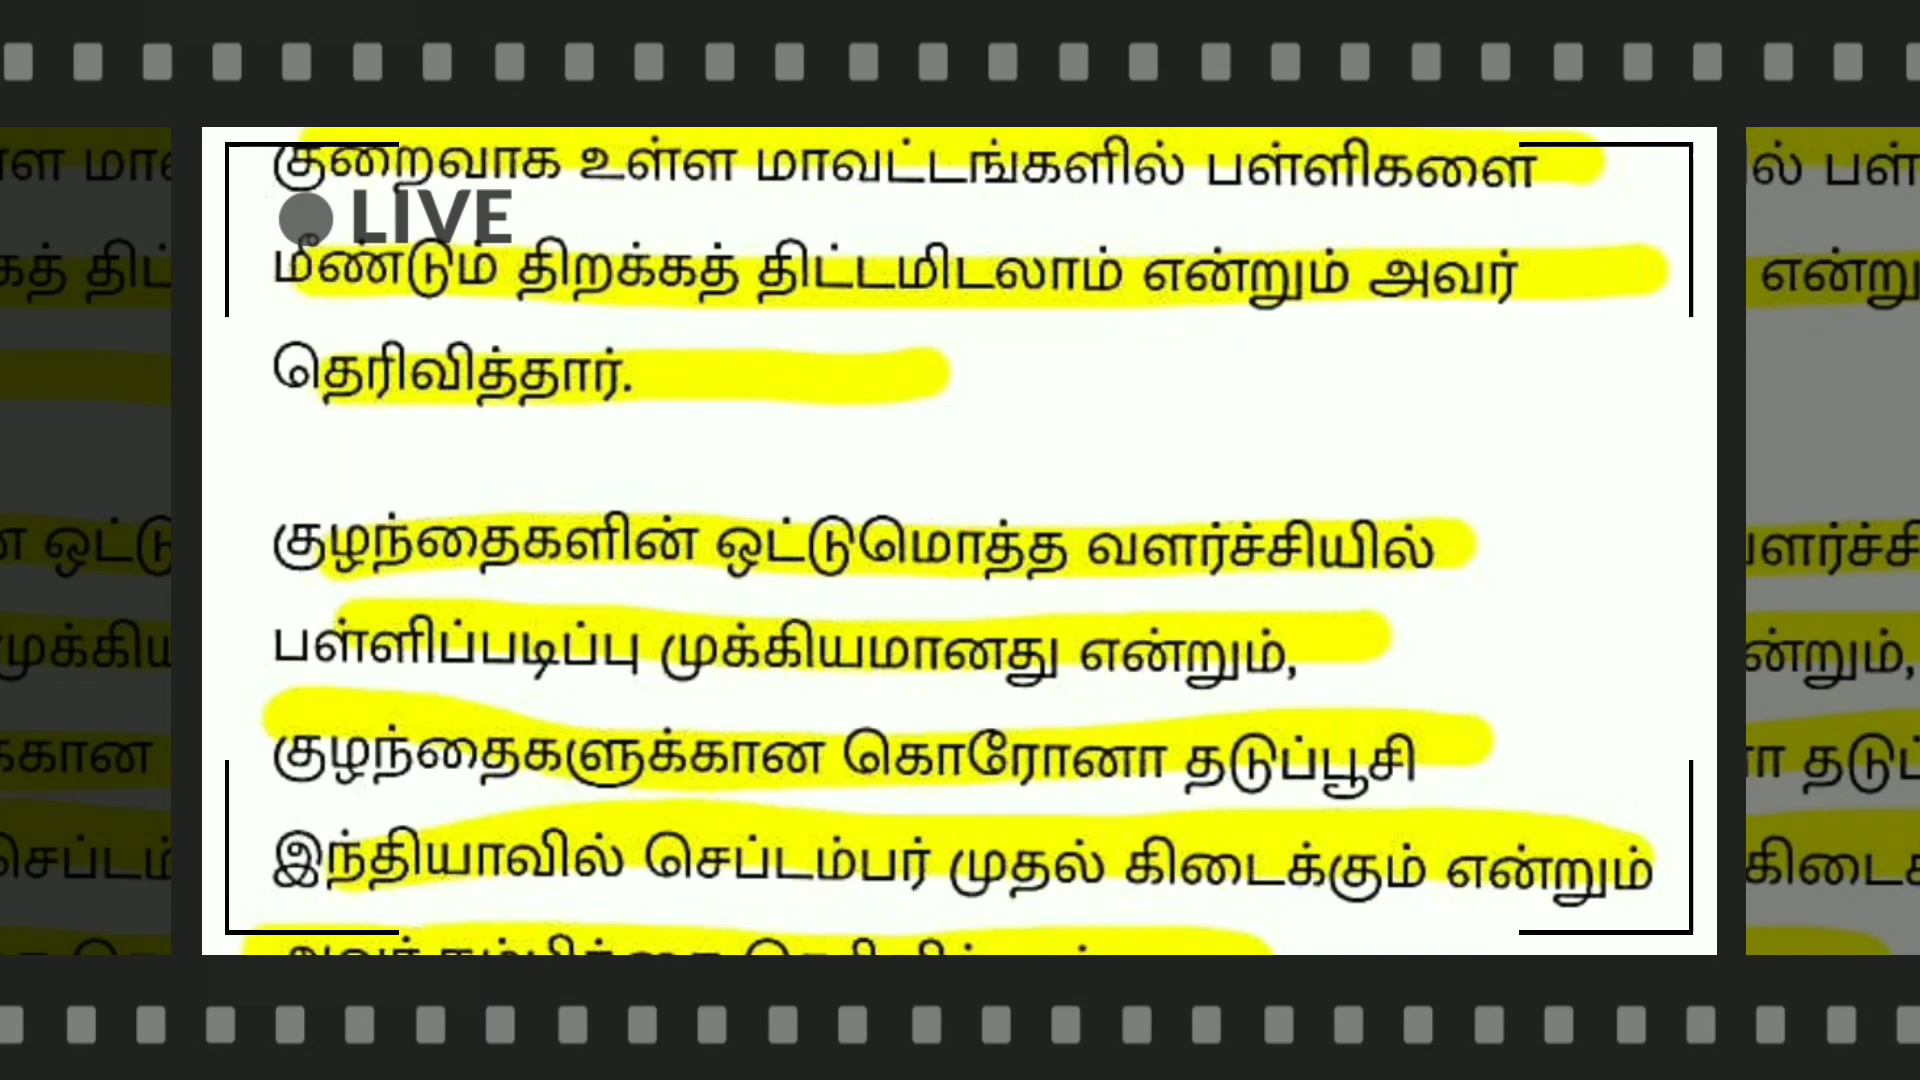 குறைவாக உள்ள மாவட்டங்களில் பள்ளிகளை
LIVE
மீண்டும் திறக்கத் திட்டமிடலாம் என்றும் அவர்
தெரிவித்தார்.
குழந்தைகளின் ஒட்டுமொத்த வளர்ச்சியில்
பள்ளிப்படிப்பு முக்கியமானது என்றும்,
குழந்தைகளுக்கான கொரோனா தடுப்பூசி
இந்தியாவில் செப்டம்பர் முதல் கிடைக்கும் என்றும்